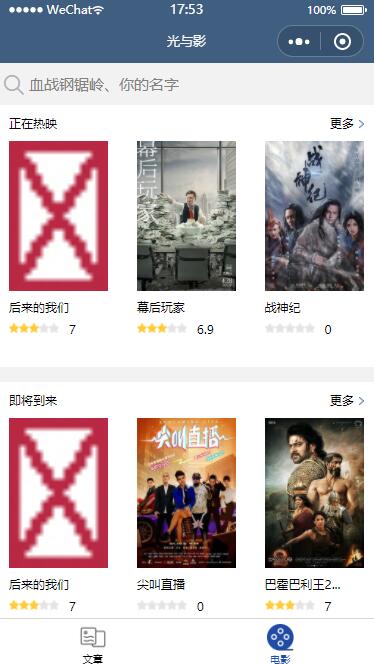 WeChat 17:53 100%
光与影
血战钢锯岭、你的名字
正在热映 更多
幕后玩家
战神纪
后来的我们 幕后玩家 战神纪
7 6.9 0
即将到来 更多
尖叫直播
后来的我们 尖叫直播 巴霍巴利王2...
7 0 7
文章 电影